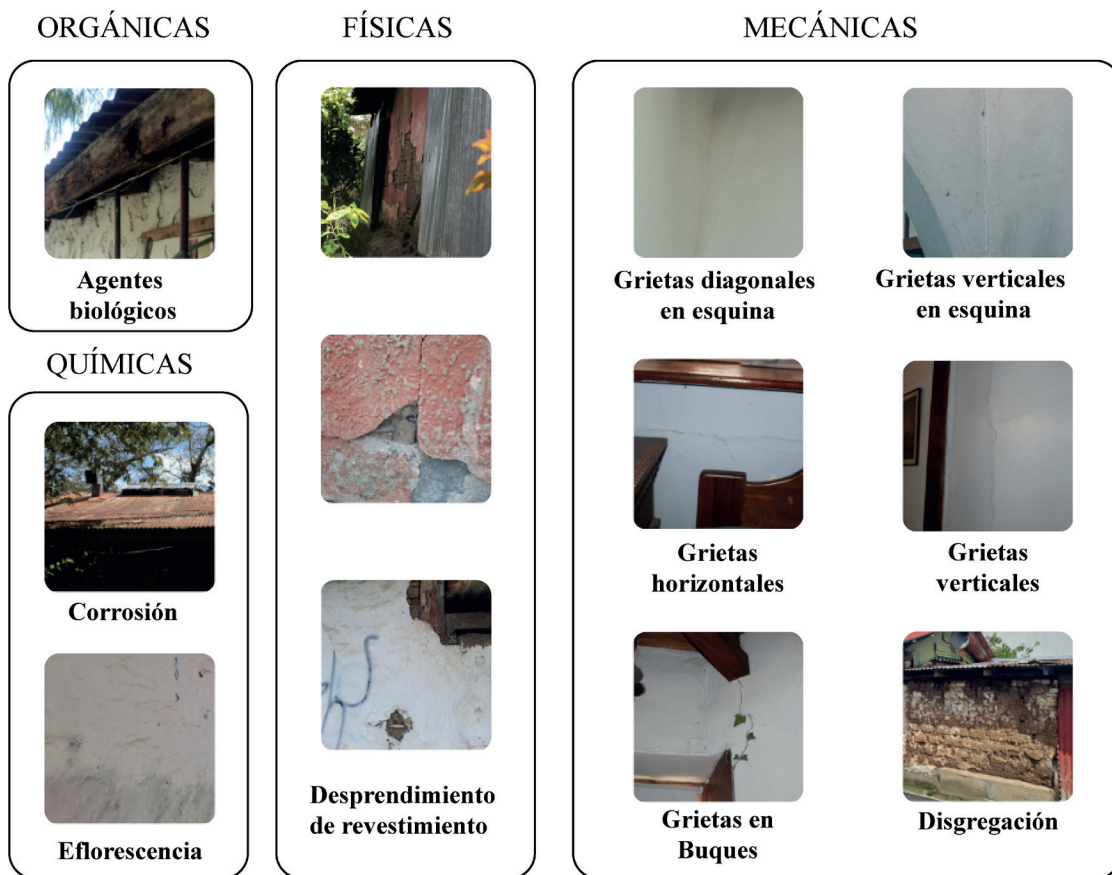 ORGÁNICAS
Agentes
biológicos
QUÍMICAS
Corrosión
Eflorescencia
FÍSICAS
Desprendimiento
de revestimiento
MECÁNICAS
Grietas diagonales
en esquina
Grietas verticales
en esquina
Grietas
horizontales
Grietas
verticales
Grietas en
Buques
Disgregación